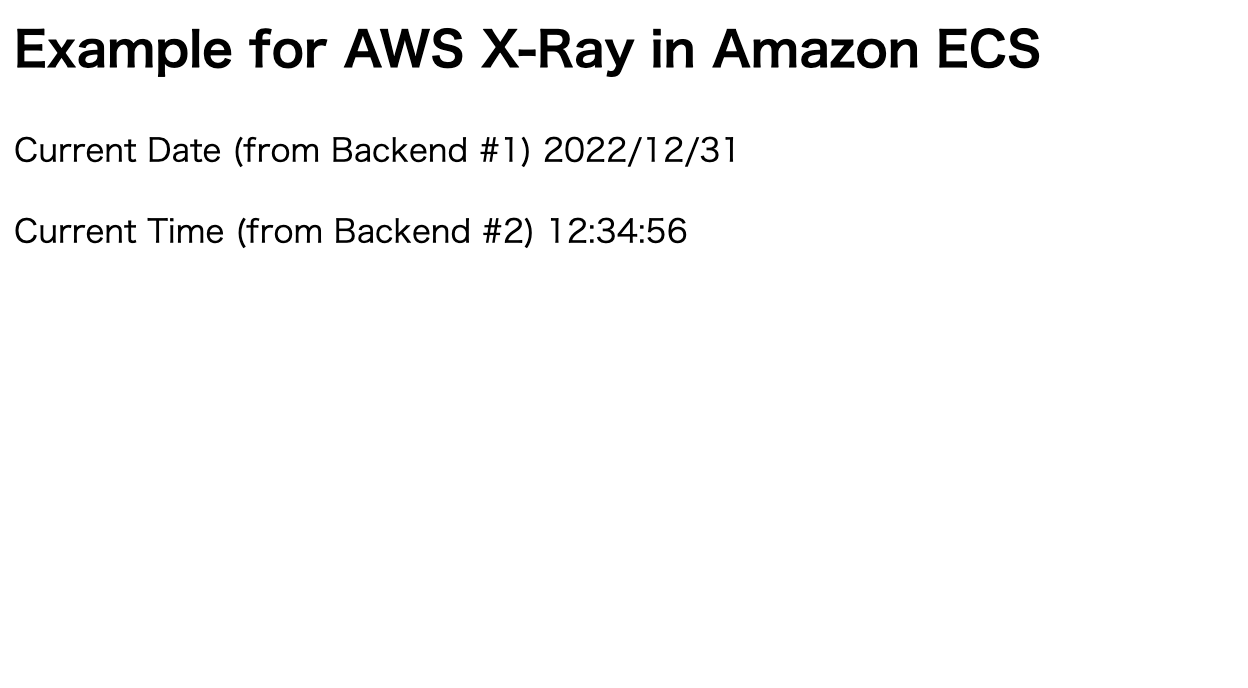 Example for AWS X-Ray in Amazon ECS
Current Date (from Backend #1) 2022/12/31
Current Time (from Backend #2) 12:34:56